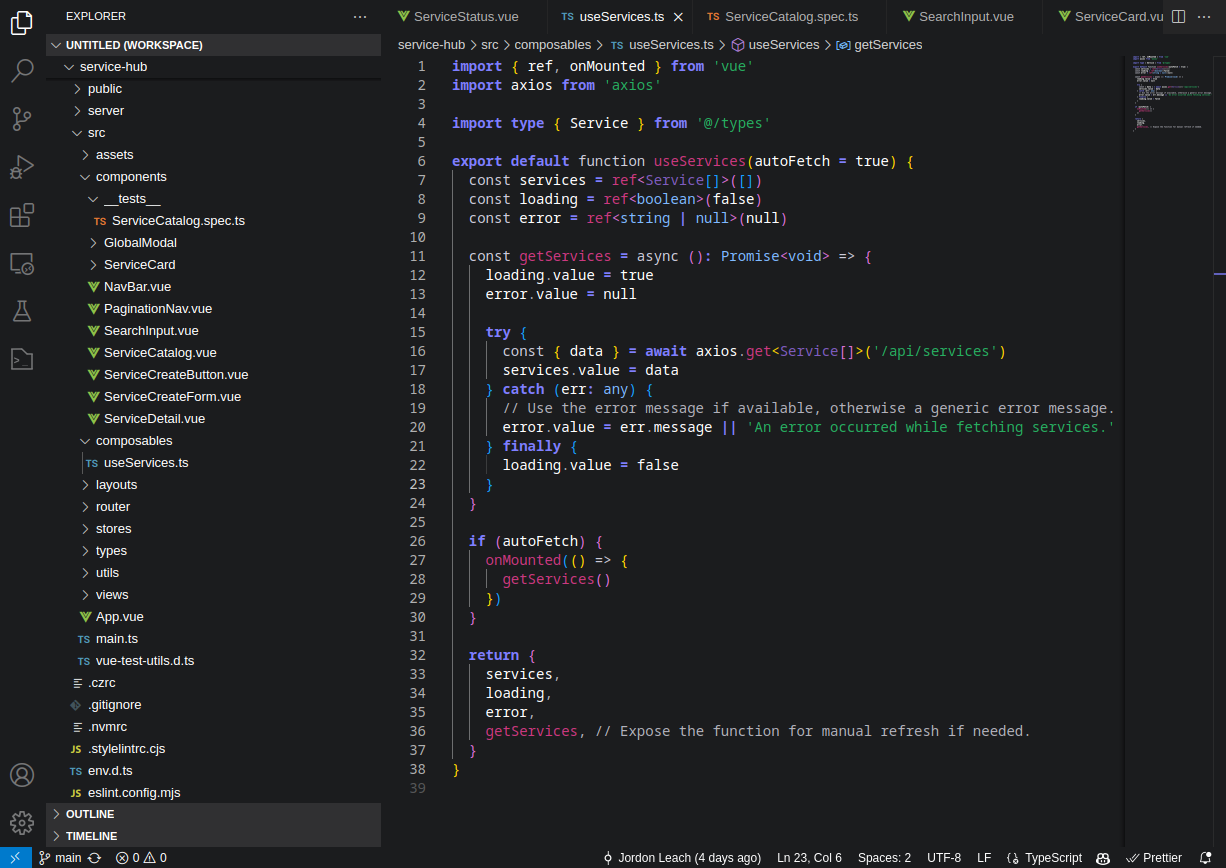 EXPLORER
UNTITLED (WORKSPACE)
service-hub
public
server
src
assets
components
__tests__
TS ServiceCatalog.spec.ts
GlobalModal
ServiceCard
NavBar.vue
PaginationNav.vue
SearchInput.vue
ServiceCatalog.vue
ServiceCreateButton.vue
ServiceCreateForm.vue
ServiceDetail.vue
composables
TS useServices.ts
layouts
router
stores
types
utils
views
App.vue
TS main.ts
TS vue-test-utils.d.ts
.czrc
.gitignore
.nvmrc
JS .stylelintrc.cjs
TS env.d.ts
JS eslint.config.mjs
OUTLINE
TIMELINE
ServiceStatus.vue TS useServices.ts TS ServiceCatalog.spec.ts SearchInput.vue ServiceCard.vu
service-hub > src > composables > TS useServices.ts > useServices > getServices
1 import { ref, onMounted } from 'vue'
2 import axios from 'axios'
3
4 import type { Service } from '@/types'
5
6 export default function useServices(autoFetch = true) {
7 const services = ref<Service[]>([])
8 const loading = ref<boolean>(false)
9 const error = ref<string | null>(null)
10
11 const getServices = async (): Promise<void> => {
12 loading.value = true
13 error.value = null
14
15 try {
16 const { data } = await axios.get<Service[]>('/api/services')
17 services.value = data
18 } catch (err: any) {
19 // Use the error message if available, otherwise a generic error message.
20 error.value = err.message || 'An error occurred while fetching services.'
21 } finally {
22 loading.value = false
23 }
24 }
25
26 if (autoFetch) {
27 onMounted(() => {
28 getServices()
29 })
30 }
31
32 return {
33 services,
34 loading,
35 error,
36 getServices, // Expose the function for manual refresh if needed.
37 }
38 }
39
main 0 0 Jordon Leach (4 days ago) Ln 23, Col 6 Spaces: 2 UTF-8 LF {} TypeScript Prettier